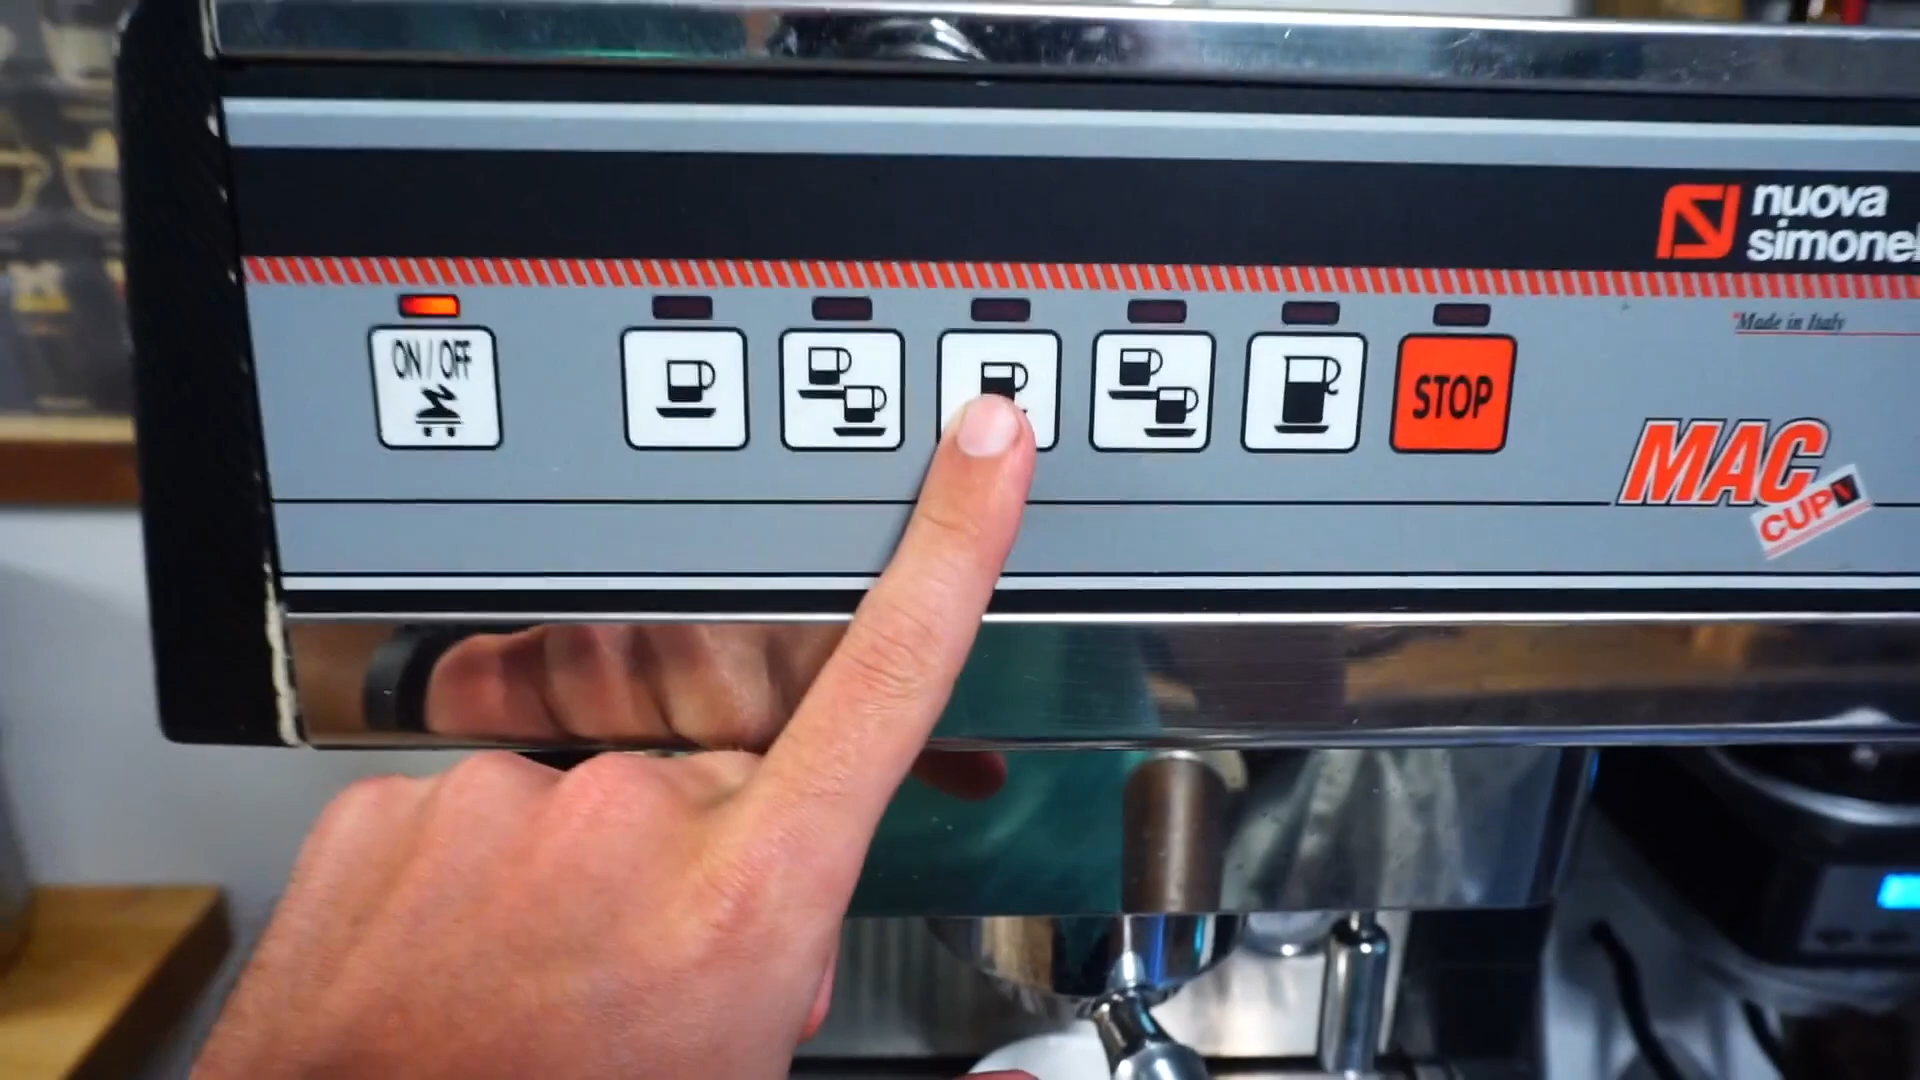 nuova
simonel
ON / OFF
STOP
"Made in Italy
MAC
CUP V